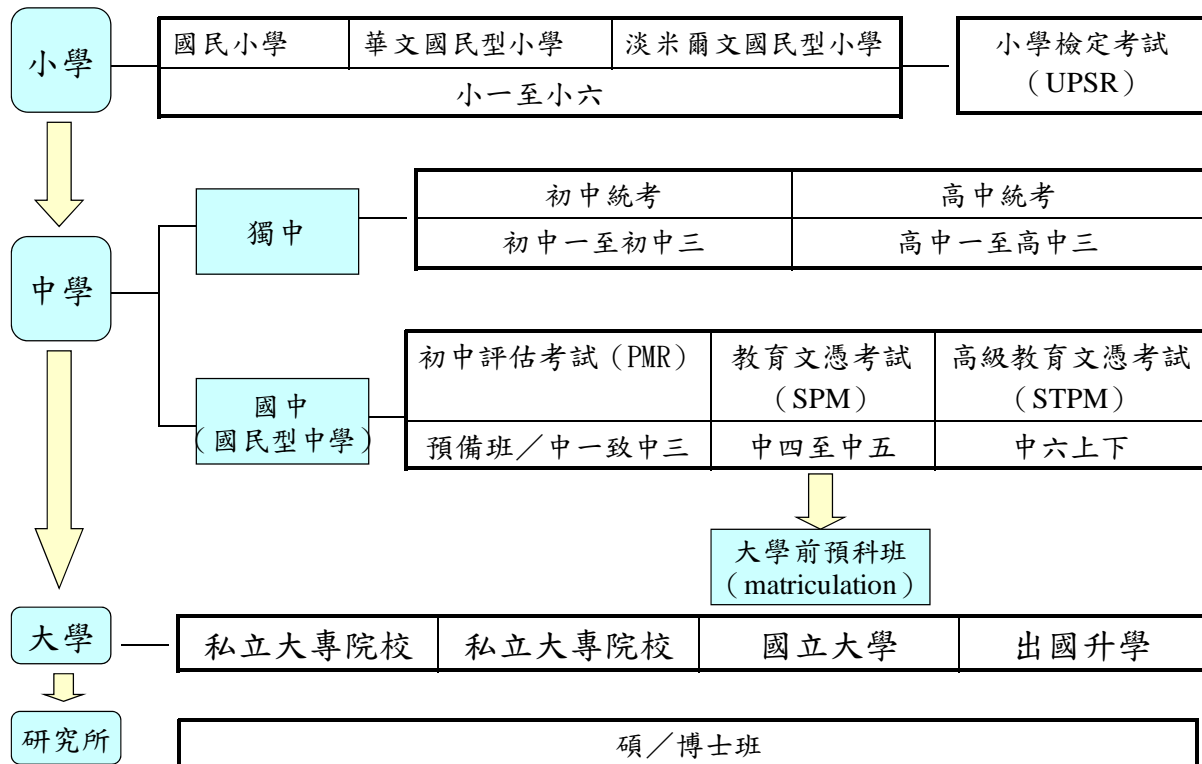 小學
國民小學
華文國民型小學
淡米爾文國民型小學
小一至小六
小學檢定考試
（UPSR）
中學
獨中
初中統考
高中統考
初中一至初中三
高中一至高中三
國中
（國民型中學）
初中評估考試（PMR）
教育文憑考試
（SPM）
高級教育文憑考試
（STPM）
預備班／中一致中三
中四至中五
中六上下
大學前預科班
（matriculation）
大學
私立大專院校
私立大專院校
國立大學
出國升學
研究所
碩／博士班